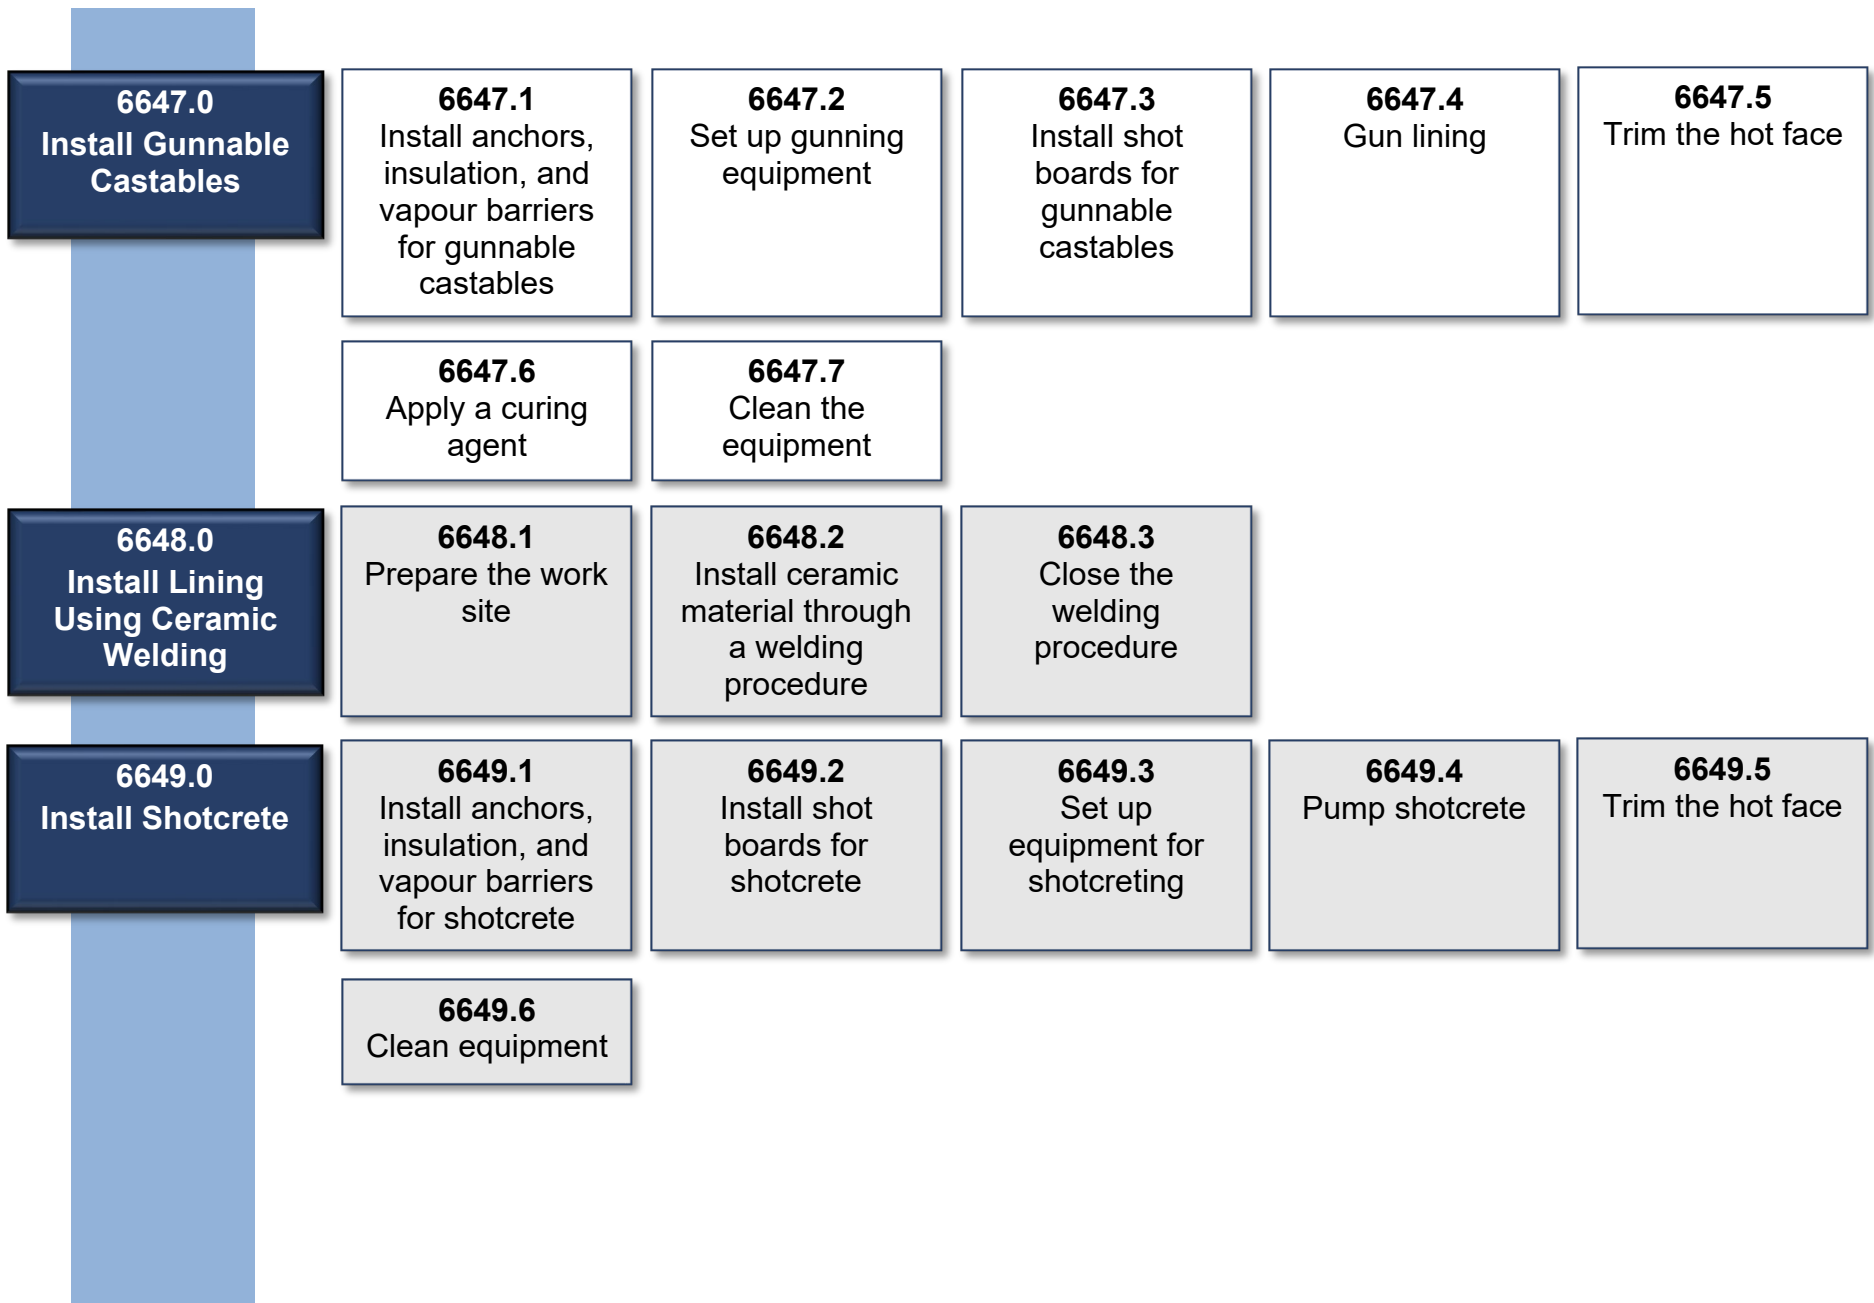 6647.0
Install Gunnable
Castables
6647.1
Install anchors,
insulation, and
vapour barriers
for gunnable
castables
6647.2
Set up gunning
equipment
6647.3
Install shot
boards for
gunnable
castables
6647.4
Gun lining
6647.5
Trim the hot face
6647.6
Apply a curing
agent
6647.7
Clean the
equipment
6648.0
Install Lining
Using Ceramic
Welding
6648.1
Prepare the work
site
6648.2
Install ceramic
material through
a welding
procedure
6648.3
Close the
welding
procedure
6649.0
Install Shotcrete
6649.1
Install anchors,
insulation, and
vapour barriers
for shotcrete
6649.2
Install shot
boards for
shotcrete
6649.3
Set up
equipment for
shotcreting
6649.4
Pump shotcrete
6649.5
Trim the hot face
6649.6
Clean equipment